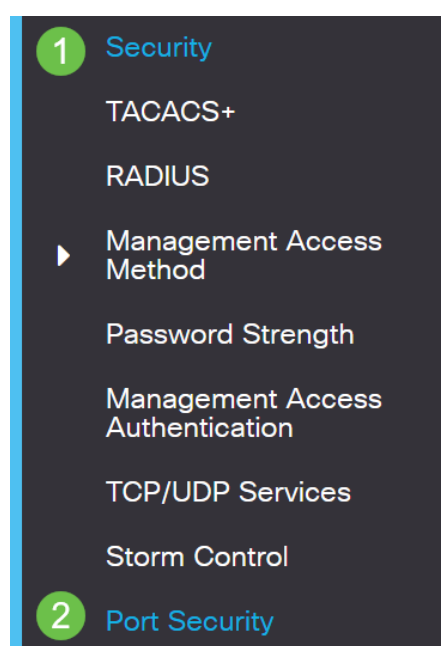 1 Security
TACACS+
RADIUS
Management Access
Method
Password Strength
Management Access
Authentication
TCP/UDP Services
Storm Control
2 Port Security